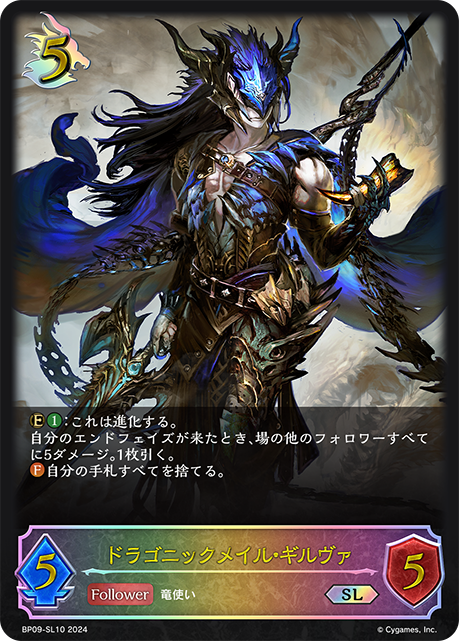 5
E 1:これは進化する。
自分のエンドフェイズが来たとき、場の他のフォロワーすべて
に5ダメージ。1枚引く。
F 自分の手札すべてを捨てる。
ドラゴニックメイル・ギルヴァ
5
5
Follower 竜使い
SL
BP09-SL10 2024
© Cygames, Inc.